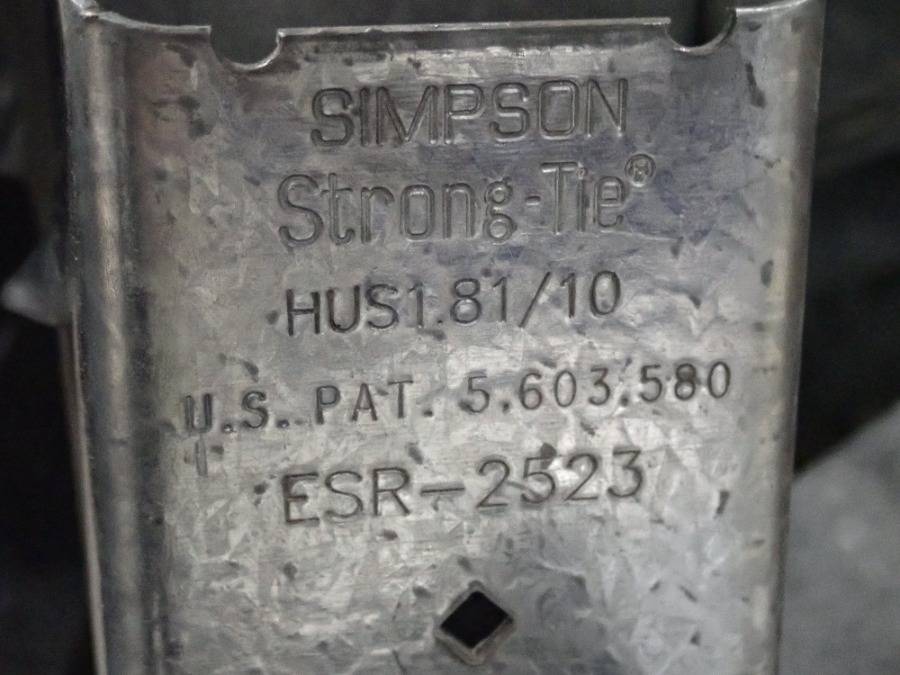 SIMPSON
Strong-Tie®
HUS1.81/10
U.S. PAT. 5,603,580
ESR-2523